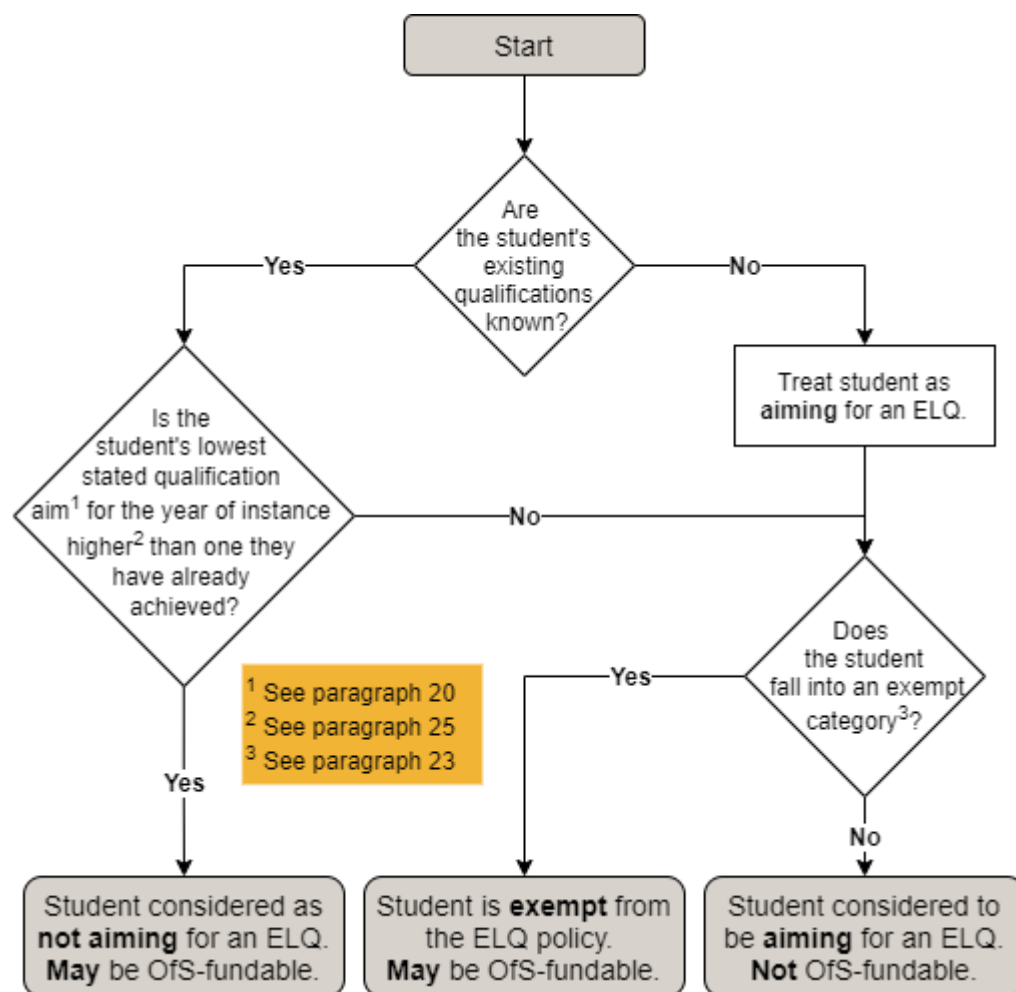 Start
Are
the student's
existing
qualifications
known?
Yes
No
Treat student as
aiming for an ELQ.
Is the
student's lowest
stated qualification
aim¹ for the year of instance
higher² than one they
have already
achieved?
No
Does
the student
fall into an exempt
category³?
Yes
¹ See paragraph 20
² See paragraph 25
³ See paragraph 23
Yes
No
Student considered as
not aiming for an ELQ.
May be OfS-fundable.
Student is exempt from
the ELQ policy.
May be OfS-fundable.
Student considered to
be aiming for an ELQ.
Not OfS-fundable.